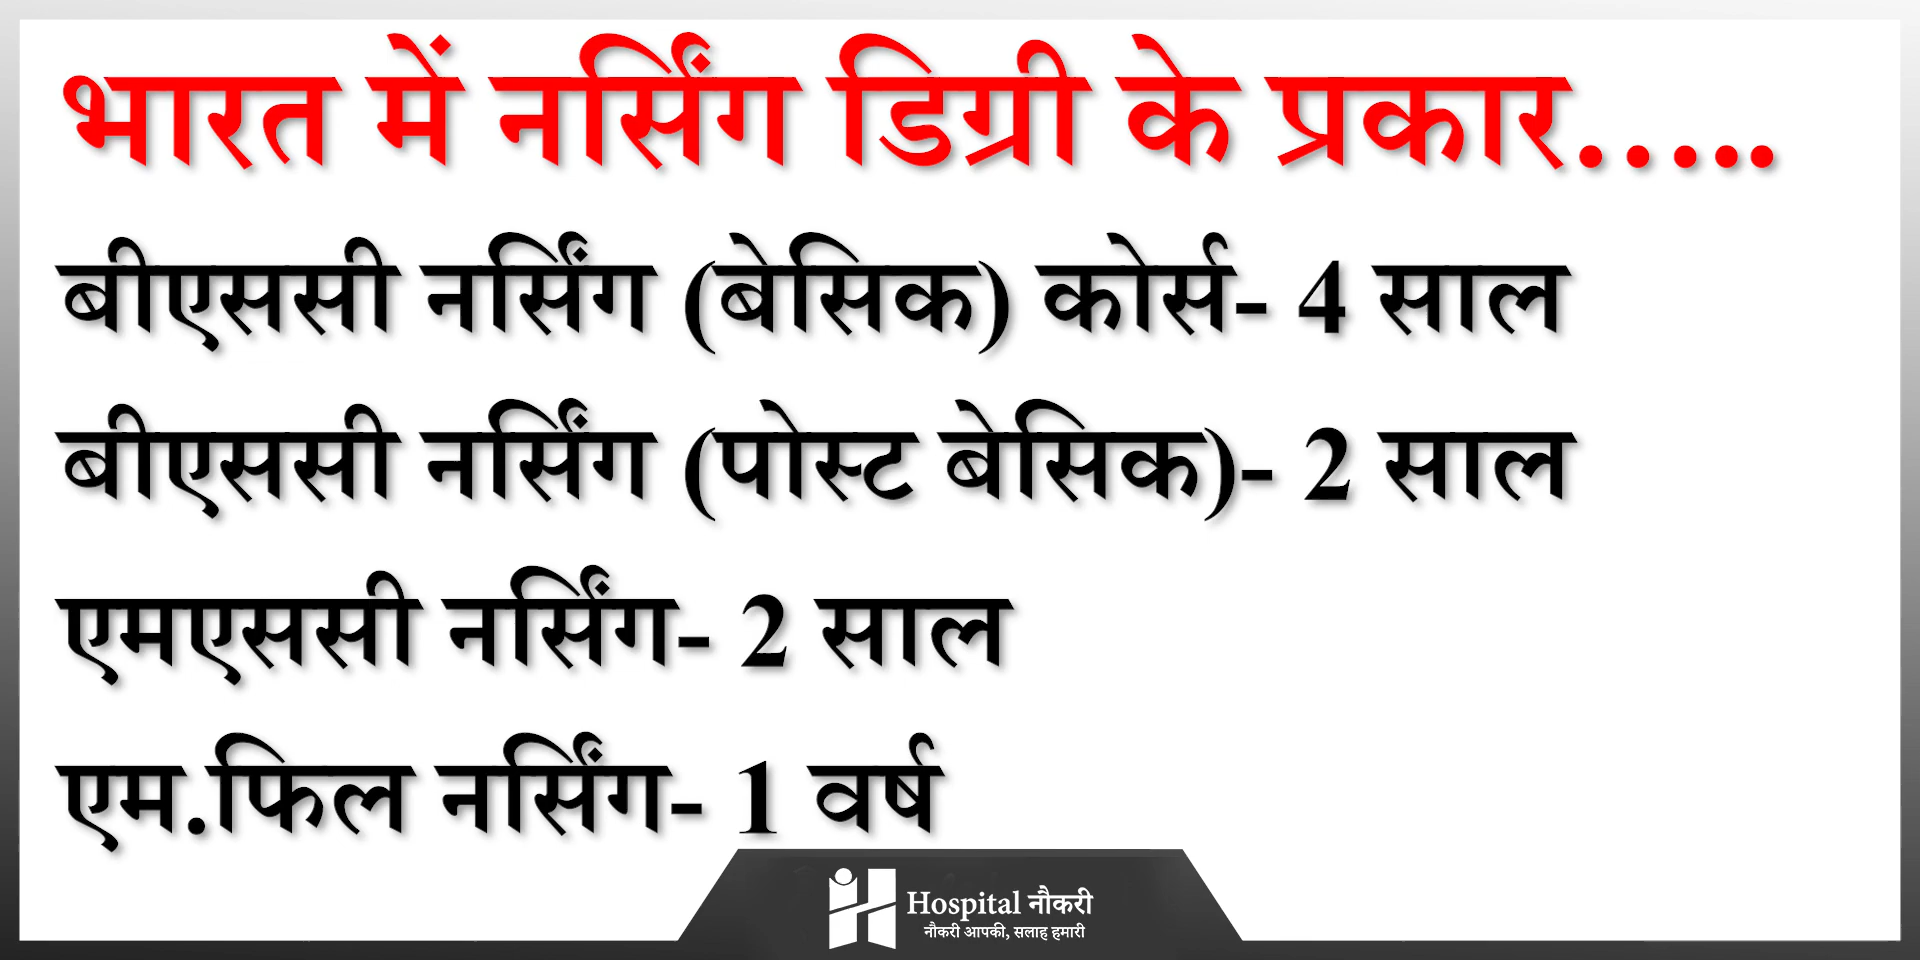 भारत में नर्सिंग डिग्री के प्रकार.....
बीएससी नर्सिंग (बेसिक) कोर्स- 4 साल
बीएससी नर्सिंग (पोस्ट बेसिक)- 2 साल
एमएससी नर्सिंग- 2 साल
एम.फिल नर्सिंग- 1 वर्ष
Hospital नौकरी
नौकरी आपकी, सलाह हमारी